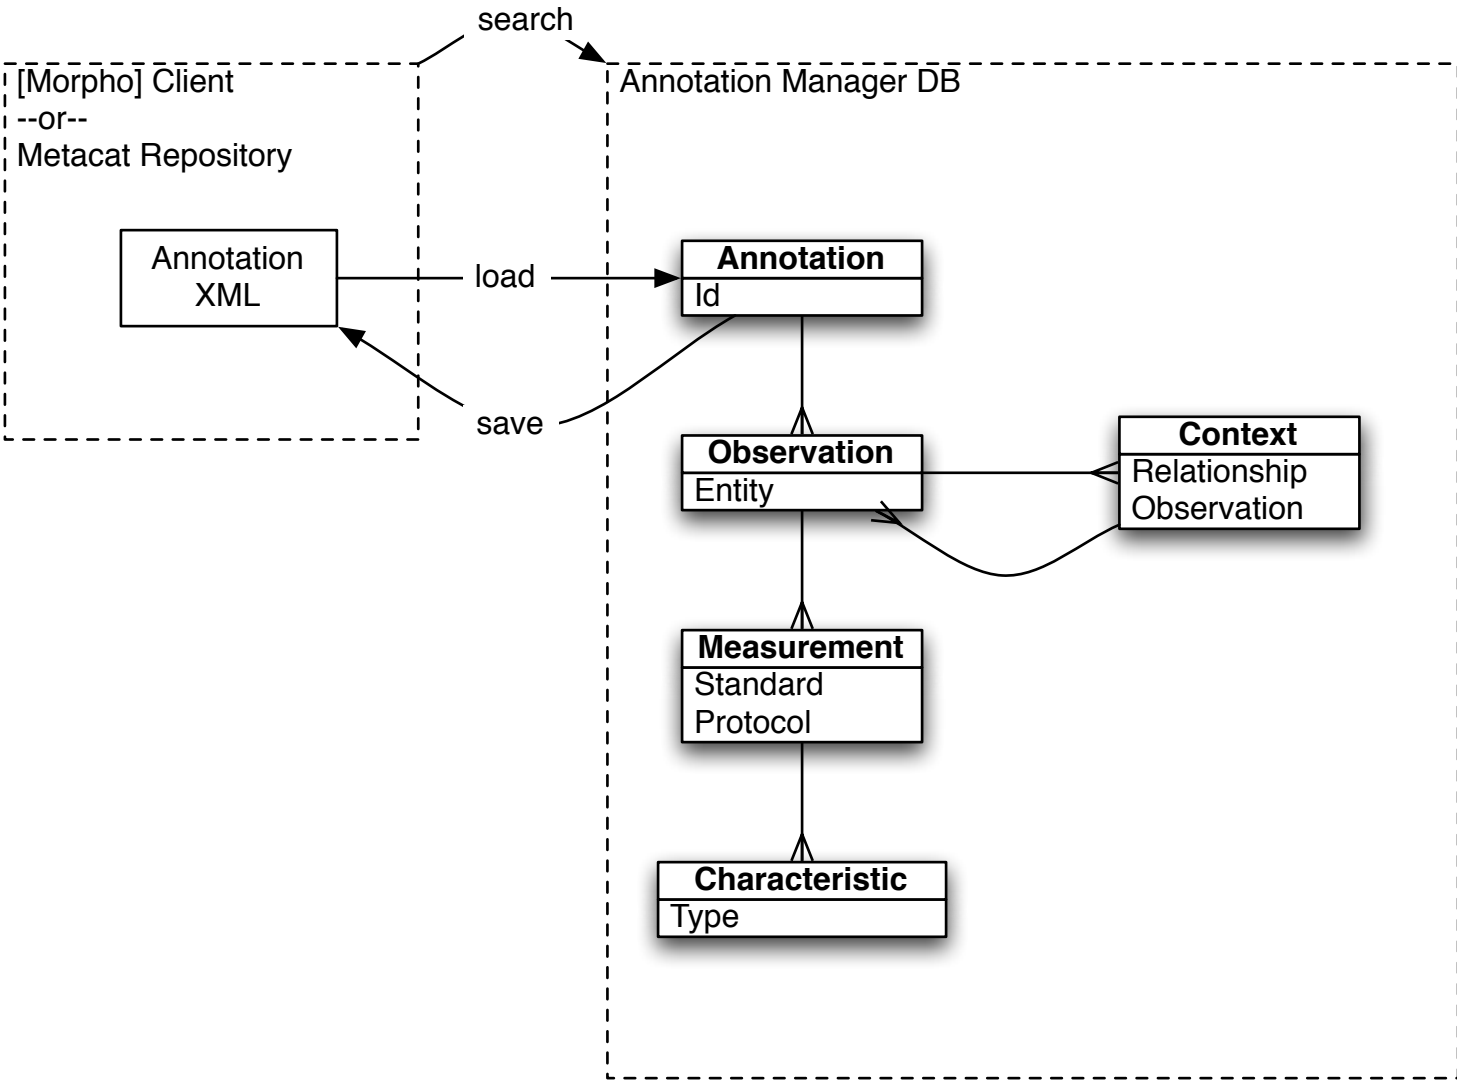 search
[Morpho] Client
--or--
Metacat Repository
Annotation Manager DB
Annotation
XML
load
Annotation
Id
save
Observation
Entity
Context
Relationship
Observation
Measurement
Standard
Protocol
Characteristic
Type